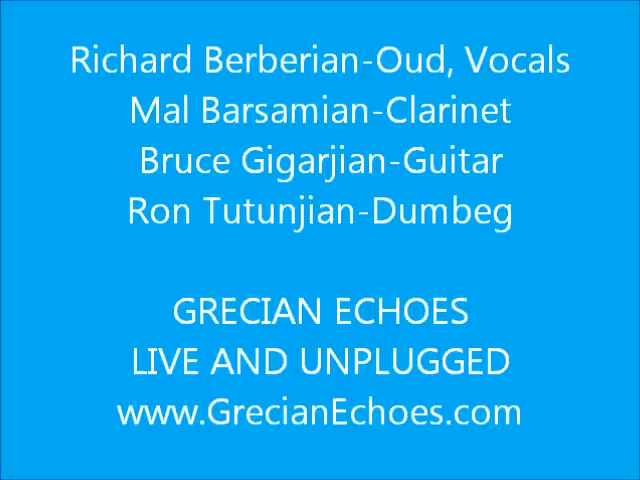 Richard Berberian-Oud, Vocals
Mal Barsamian-Clarinet
Bruce Gigarjian-Guitar
Ron Tutunjian-Dumbeg
GRECIAN ECHOES
LIVE AND UNPLUGGED
www.GrecianEchoes.com